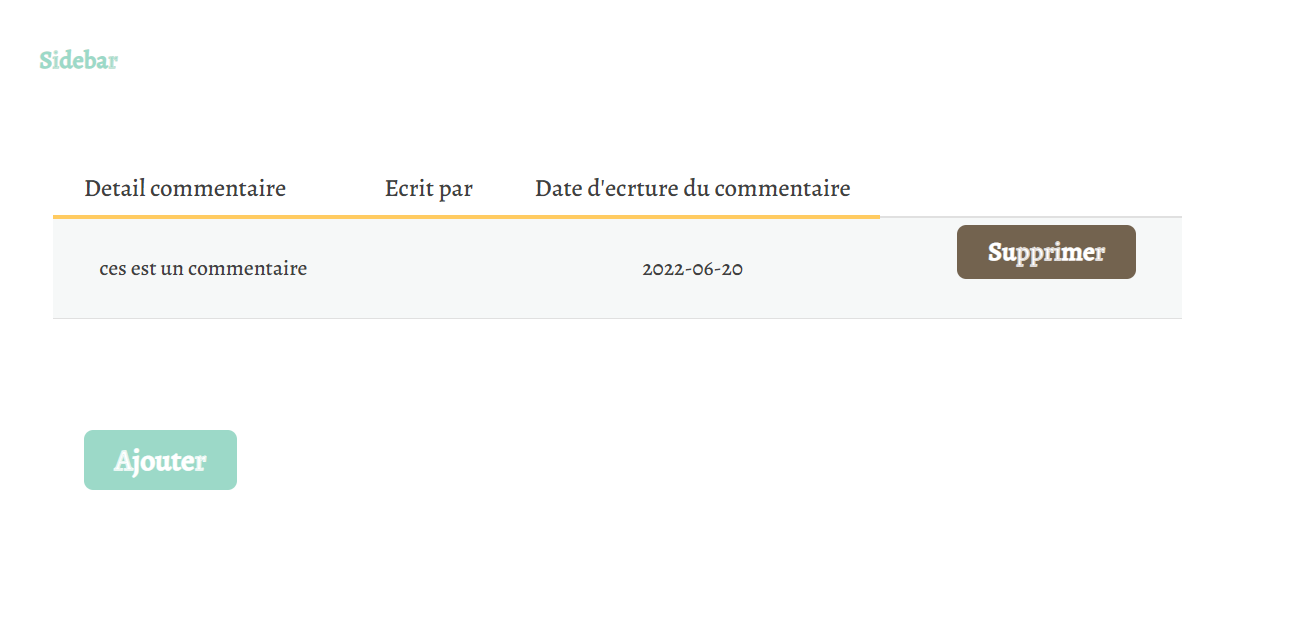 Sidebar
Detail commentaire Ecrit par Date d'ecrture du commentaire
ces est un commentaire 2022-06-20 Supprimer
Ajouter